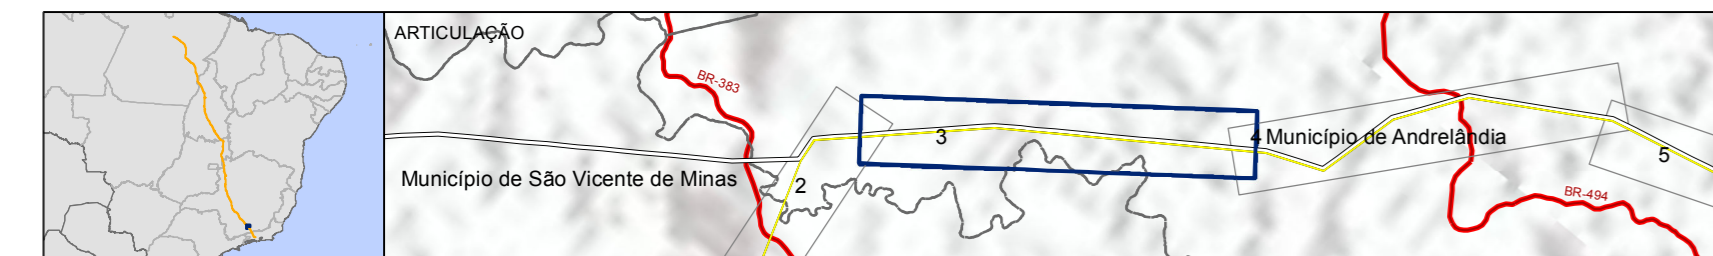 ARTICULAÇÃO
BR-383
3
4
Município de Andrelândia
5
Município de São Vicente de Minas
2
BR-494